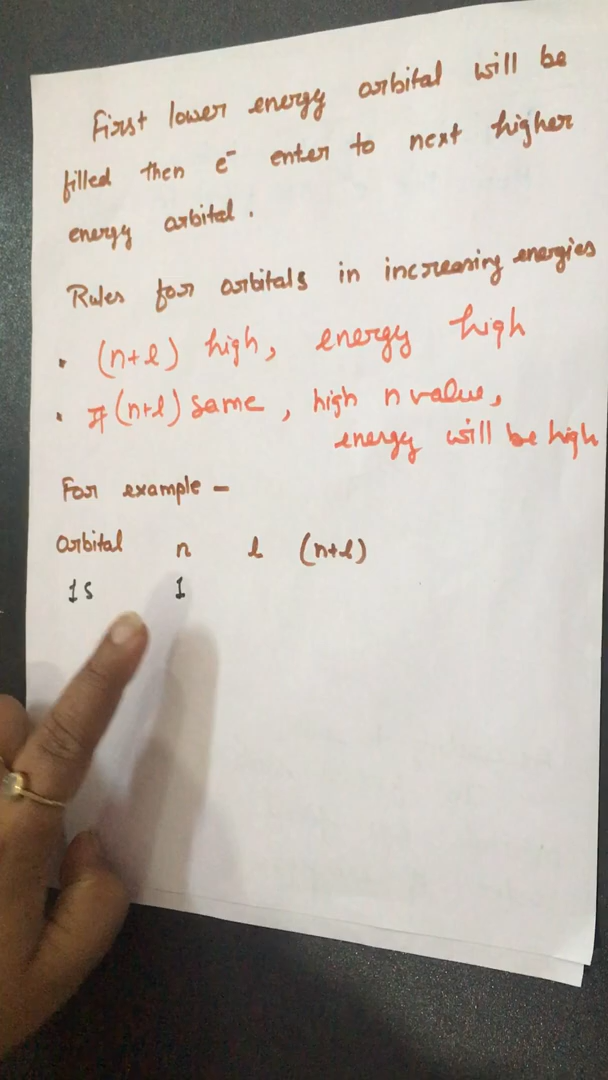 First lower energy orbital will be
filled then e⁻ enter to next higher
energy orbital.
Rules for orbitals in increasing energies
• (n+l) high, energy high
• If (n+l) same, high n value,
energy will be high
For example -
orbital n l (n+l)
1s 1